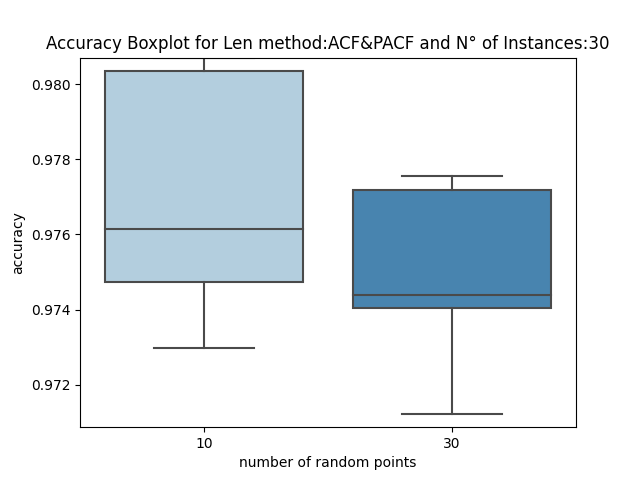 Accuracy Boxplot for Len method:ACF&PACF and N° of Instances:30
0.980
0.978
0.976
0.974
0.972
accuracy
10 30
number of random points